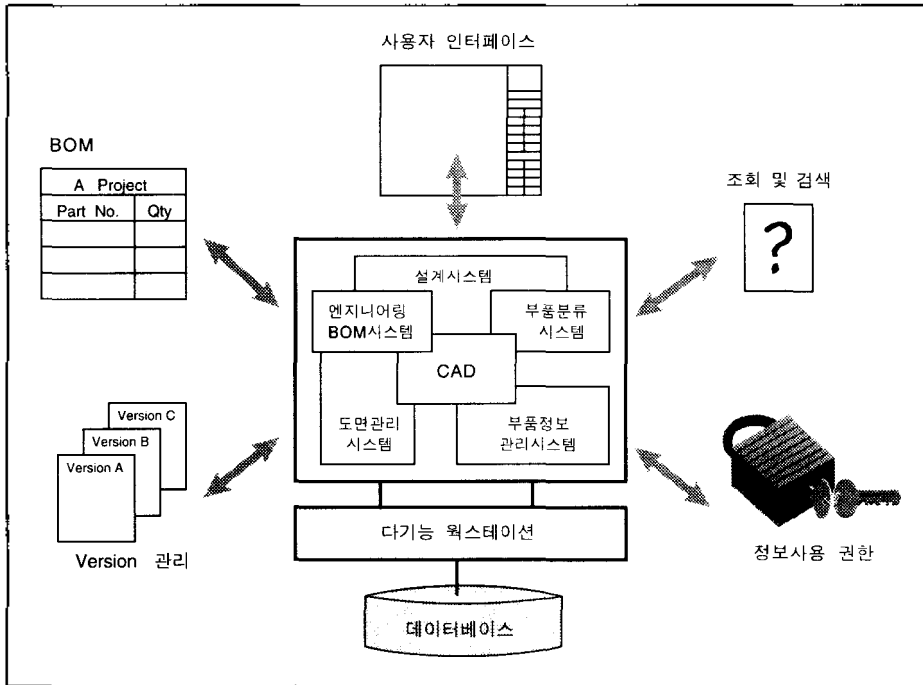 사용자 인터페이스
BOM
A Project
Part No. Qty
조회 및 검색
?
설계시스템
엔지니어링
BOM시스템
부품분류
시스템
CAD
도면관리
시스템
부품정보
관리시스템
Version C
Version B
Version A
Version 관리
다기능 웍스테이션
정보사용 권한
데이터베이스